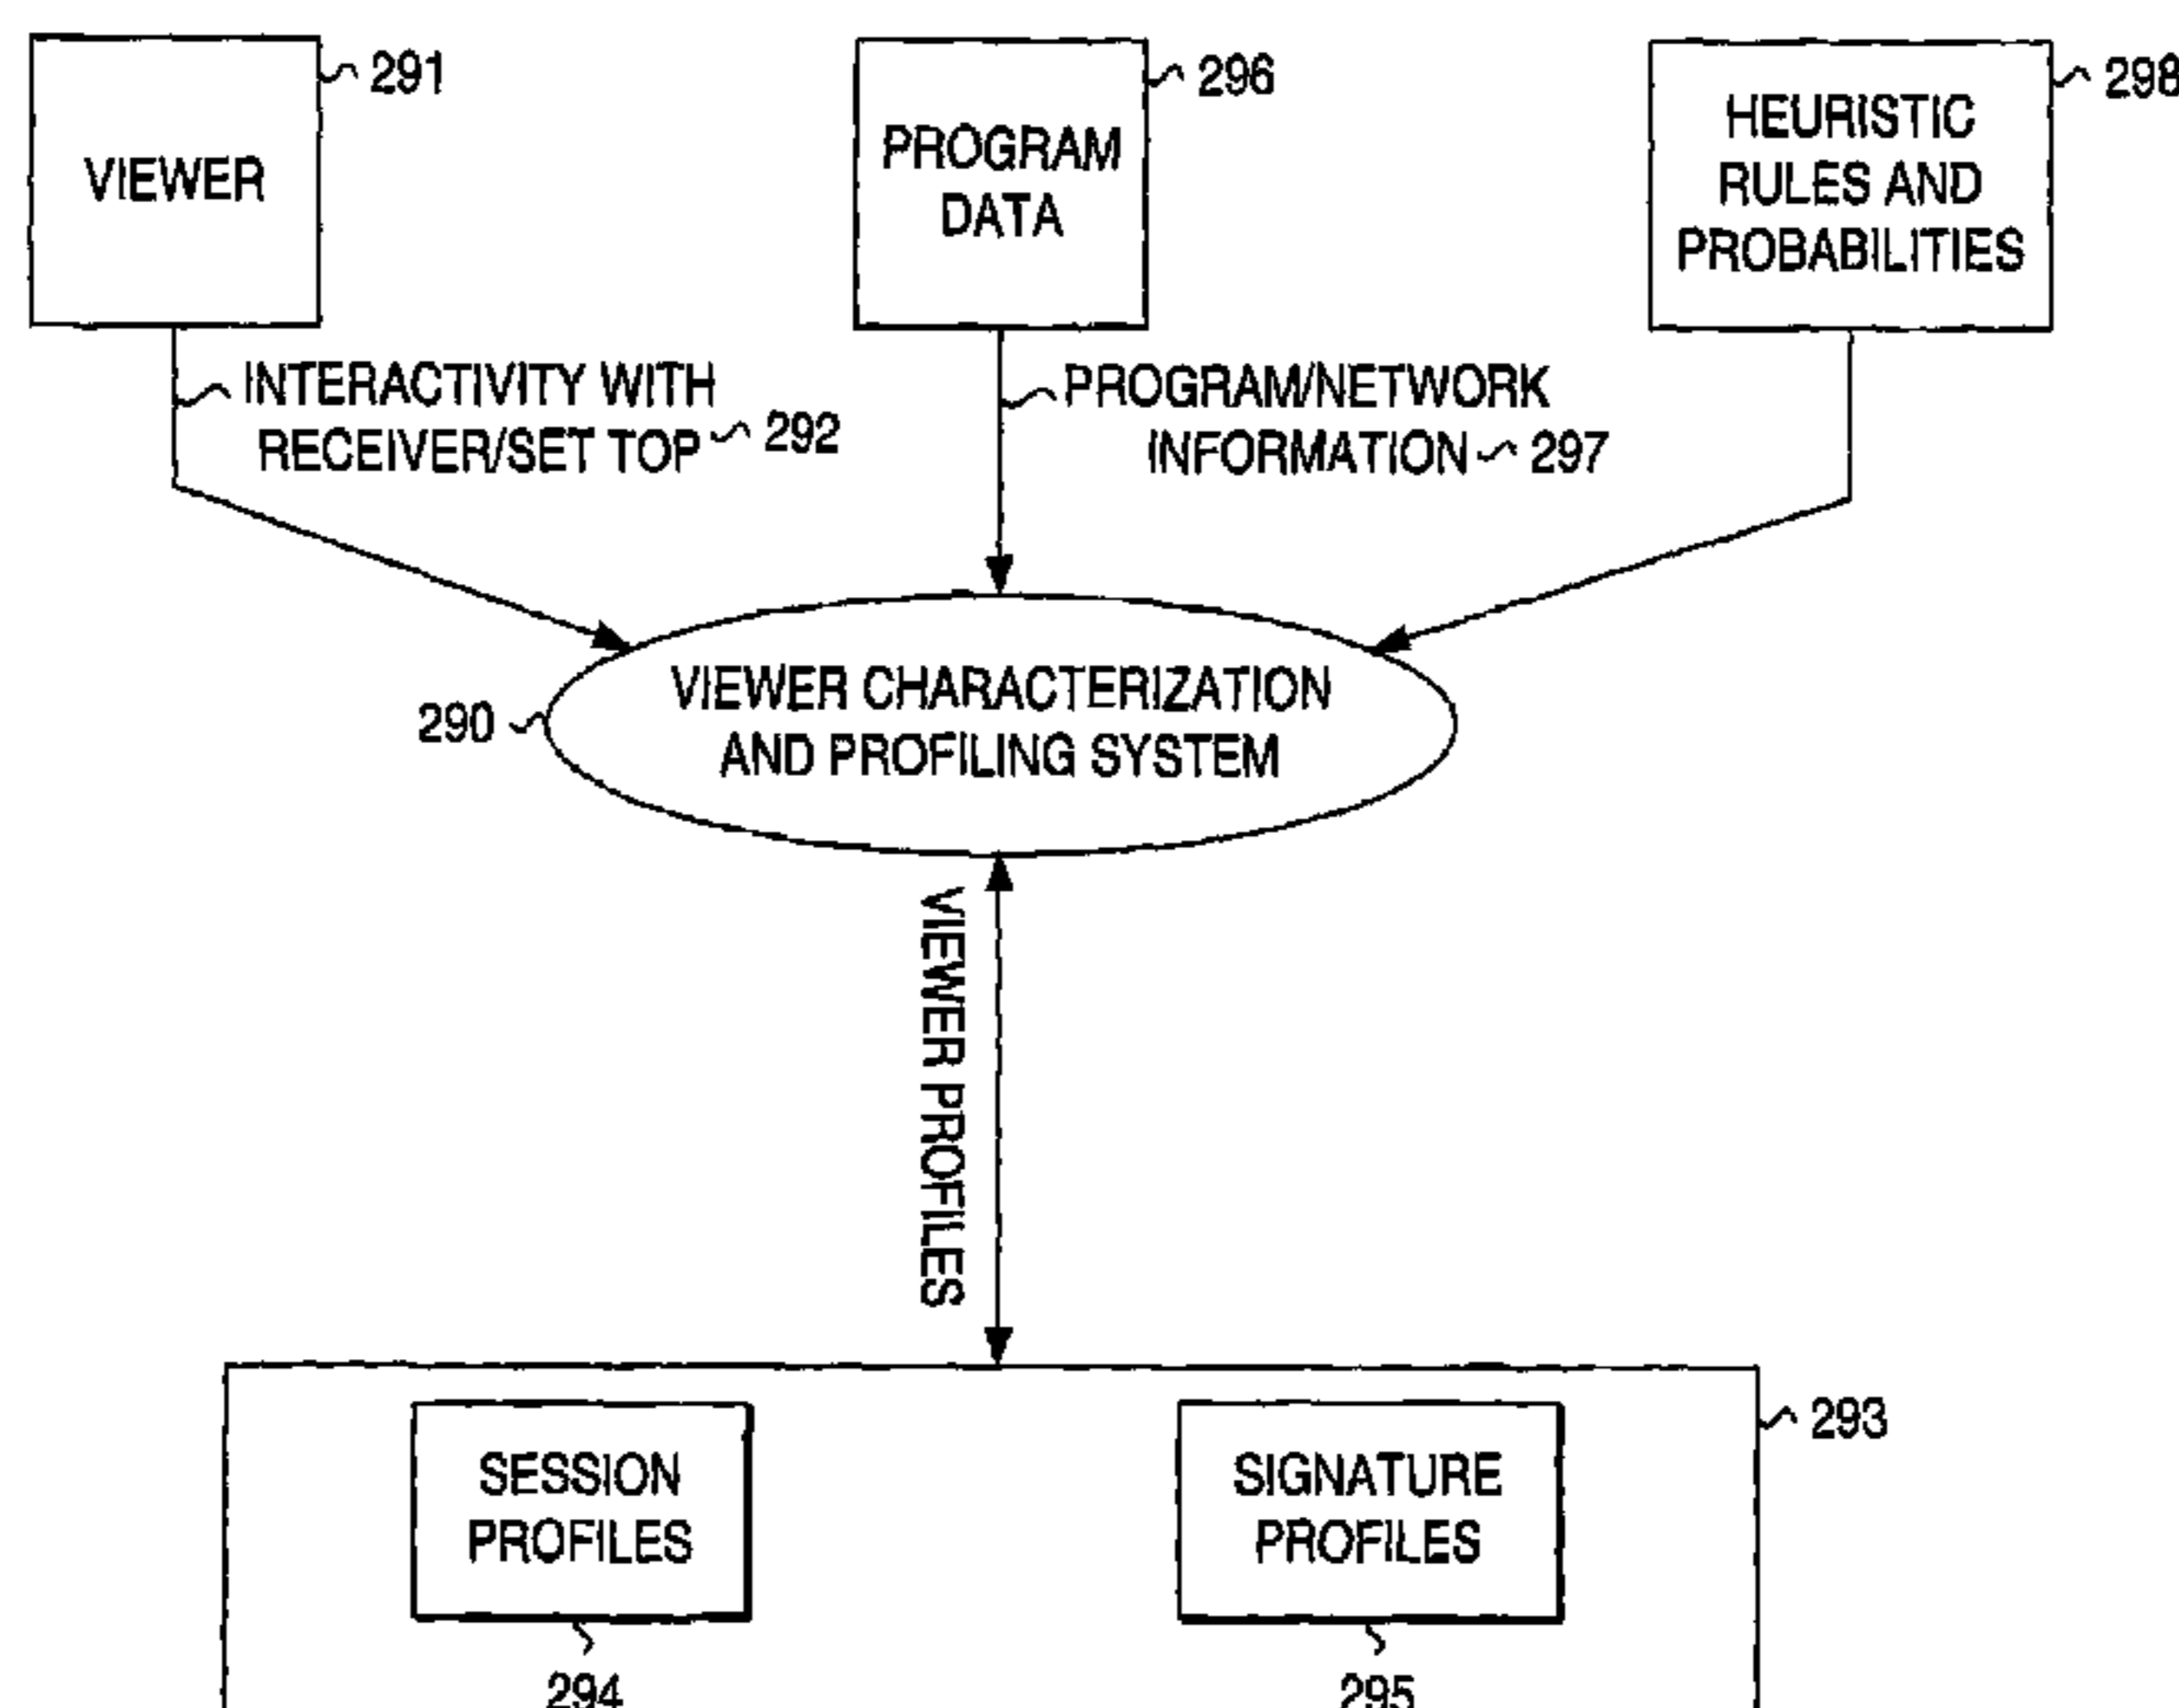 VIEWER
291
PROGRAM
DATA
296
HEURISTIC
RULES AND
PROBABILITIES
298
INTERACTIVITY WITH
RECEIVER/SET TOP 292
PROGRAM/NETWORK
INFORMATION 297
VIEWER CHARACTERIZATION
AND PROFILING SYSTEM
290
VIEWER PROFILES
293
SESSION
PROFILES
294
SIGNATURE
PROFILES
295